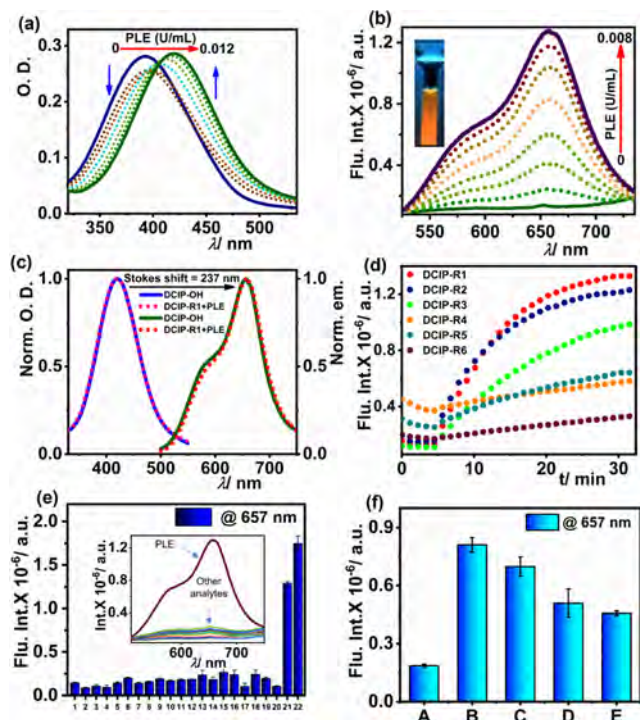 (a)
PLE (U/mL)
0 0.012
O. D.
0.3
0.2
0.1
0.0
350 400 450 500
λ/ nm
(b)
0.008
PLE (U/mL)
0
Flu. Int.X 10⁻⁶/ a.u.
1.2
0.8
0.4
550 600 650 700
λ/ nm
(c)
Stokes shift = 237 nm
DCIP-OH
DCIP-R1+PLE
DCIP-OH
DCIP-R1+PLE
Norm. O. D.
1.0
0.5
0.0
Norm. em.
1.0
0.5
0.0
400 500 600 700
λ/ nm
(d)
DCIP-R1
DCIP-R2
DCIP-R3
DCIP-R4
DCIP-R5
DCIP-R6
Flu. Int.X 10⁻⁶/ a.u.
1.2
0.8
0.4
0 10 20 30
t/ min
(e)
@ 657 nm
Flu. Int.X 10⁻⁶/ a.u.
2.0
1.5
1.0
0.5
0.0
PLE
Other
analytes
Int.X 10⁻⁶/ a.u.
1.2
0.8
0.4
600 700
λ/ nm
1 2 3 4 5 6 7 8 9 10 11 12 13 14 15 16 17 18 19 20 21 22
(f)
@ 657 nm
Flu. Int.X 10⁻⁶/ a.u.
0.9
0.6
0.3
0.0
A B C D E